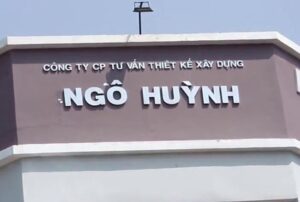 CÔNG TY CP TƯ VẤN THIẾT KẾ XÂY DỰNG
NGÔ HUỲNH